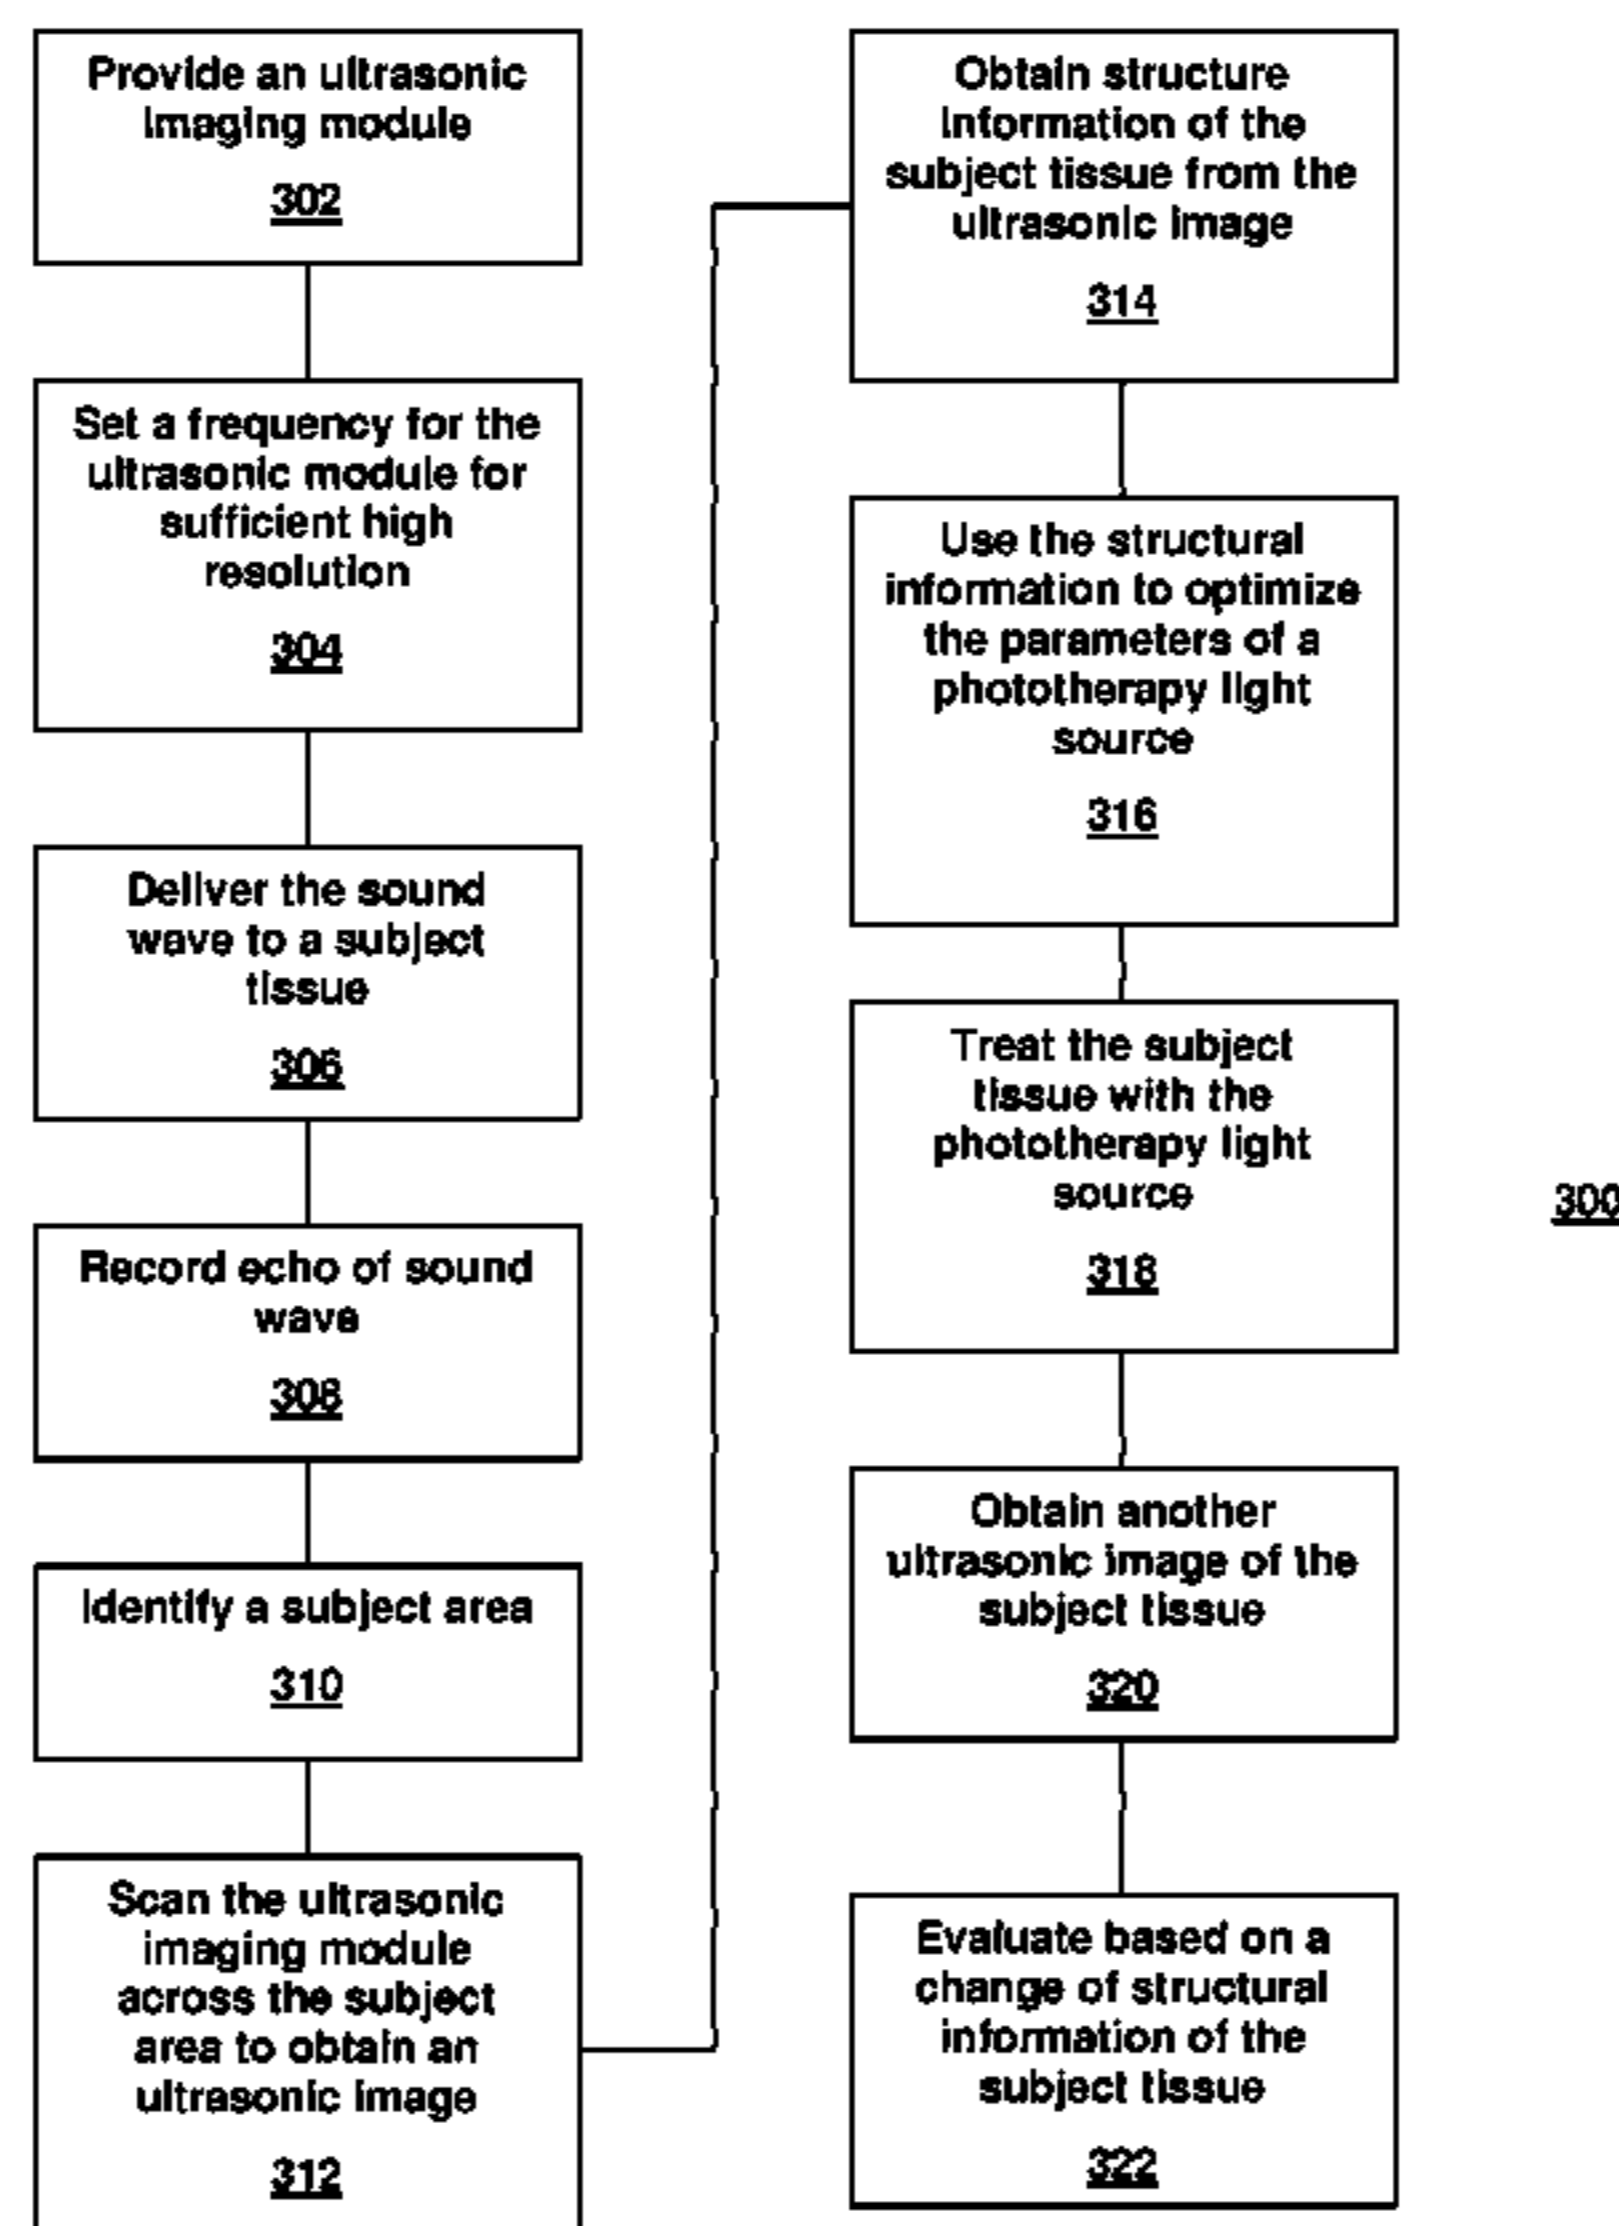 Provide an ultrasonic
imaging module
302
Set a frequency for the
ultrasonic module for
sufficient high
resolution
304
Deliver the sound
wave to a subject
tissue
306
Record echo of sound
wave
308
Identify a subject area
310
Scan the ultrasonic
imaging module
across the subject
area to obtain an
ultrasonic image
312
Obtain structure
information of the
subject tissue from the
ultrasonic image
314
Use the structural
information to optimize
the parameters of a
phototherapy light
source
316
Treat the subject
tissue with the
phototherapy light
source
318
Obtain another
ultrasonic image of the
subject tissue
320
Evaluate based on a
change of structural
information of the
subject tissue
322
300